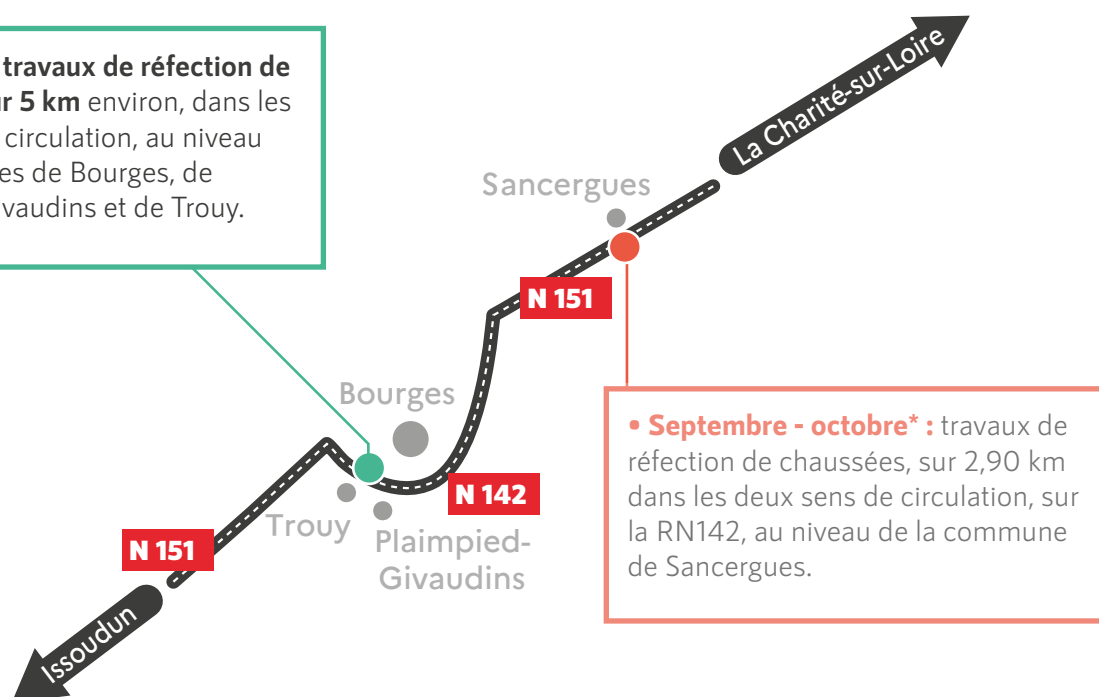 travaux de réfection de
sur 5 km environ, dans les
circulation, au niveau
de Bourges, de
et de Trouy.
La Charité-sur-Loire
Sancergues
N 151
Bourges
• Septembre - octobre* : travaux de
réfection de chaussées, sur 2,90 km
dans les deux sens de circulation, sur
la RN142, au niveau de la commune
de Sancergues.
N 142
Trouy
Plaimpied-
Givaudins
N 151
Issoudun